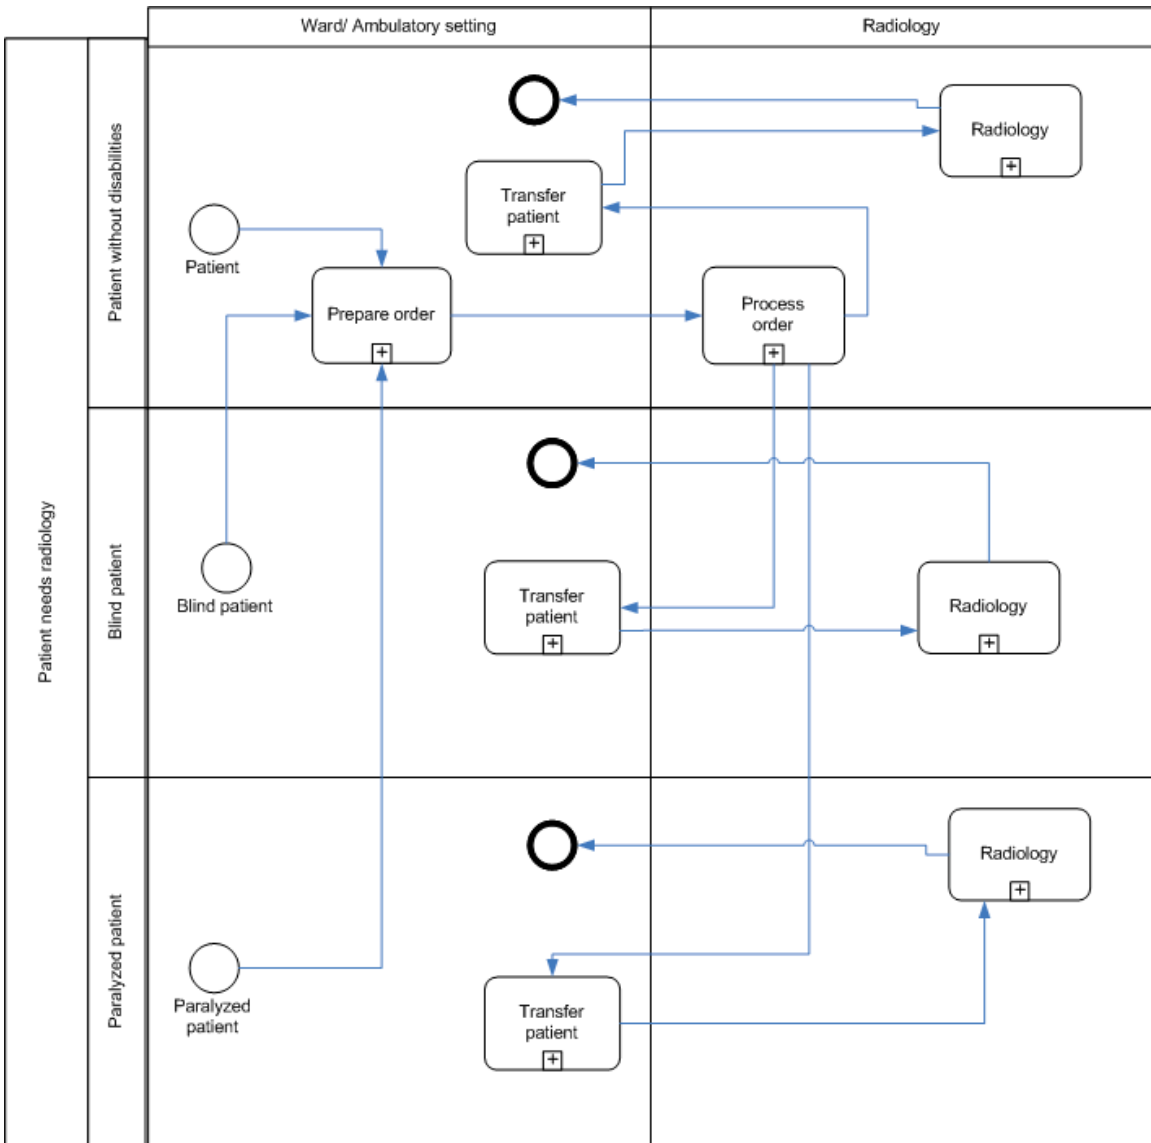 Ward/ Ambulatory setting
Radiology
Patient needs radiology
Patient without disabilities
Radiology
Transfer
patient
Patient
Prepare order
Process
order
Blind patient
Blind patient
Transfer
patient
Radiology
Paralyzed patient
Radiology
Paralyzed
patient
Transfer
patient